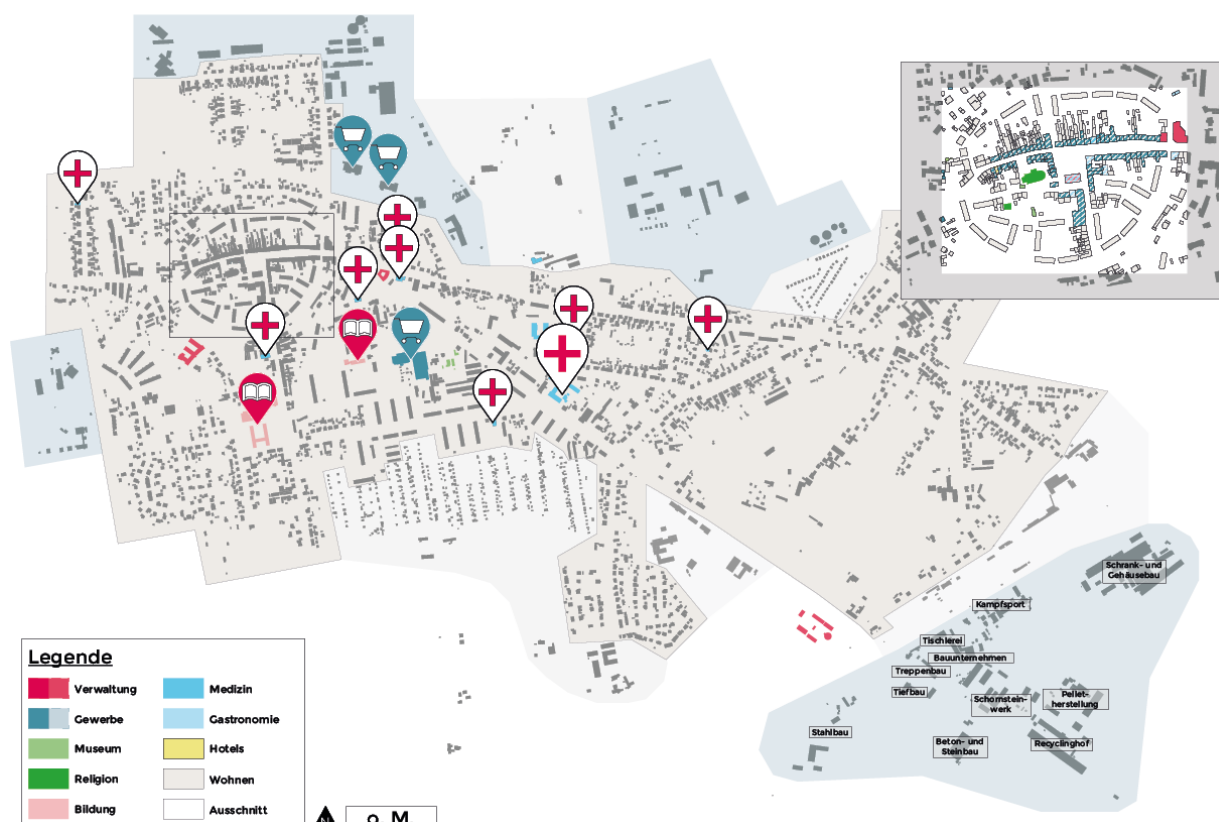 Schrank- und
Gehäusebau
Kampfsport
Tischlerei
Bauunternehmen
Treppenbau
Tiefbau
Schornstein-
werk
Pellet-
herstellung
Stahlbau
Beton- und
Steinbau
Recyclinghof
Legende
Verwaltung
Medizin
Gewerbe
Gastronomie
Museum
Hotels
Religion
Wohnen
Bildung
Ausschnitt
N